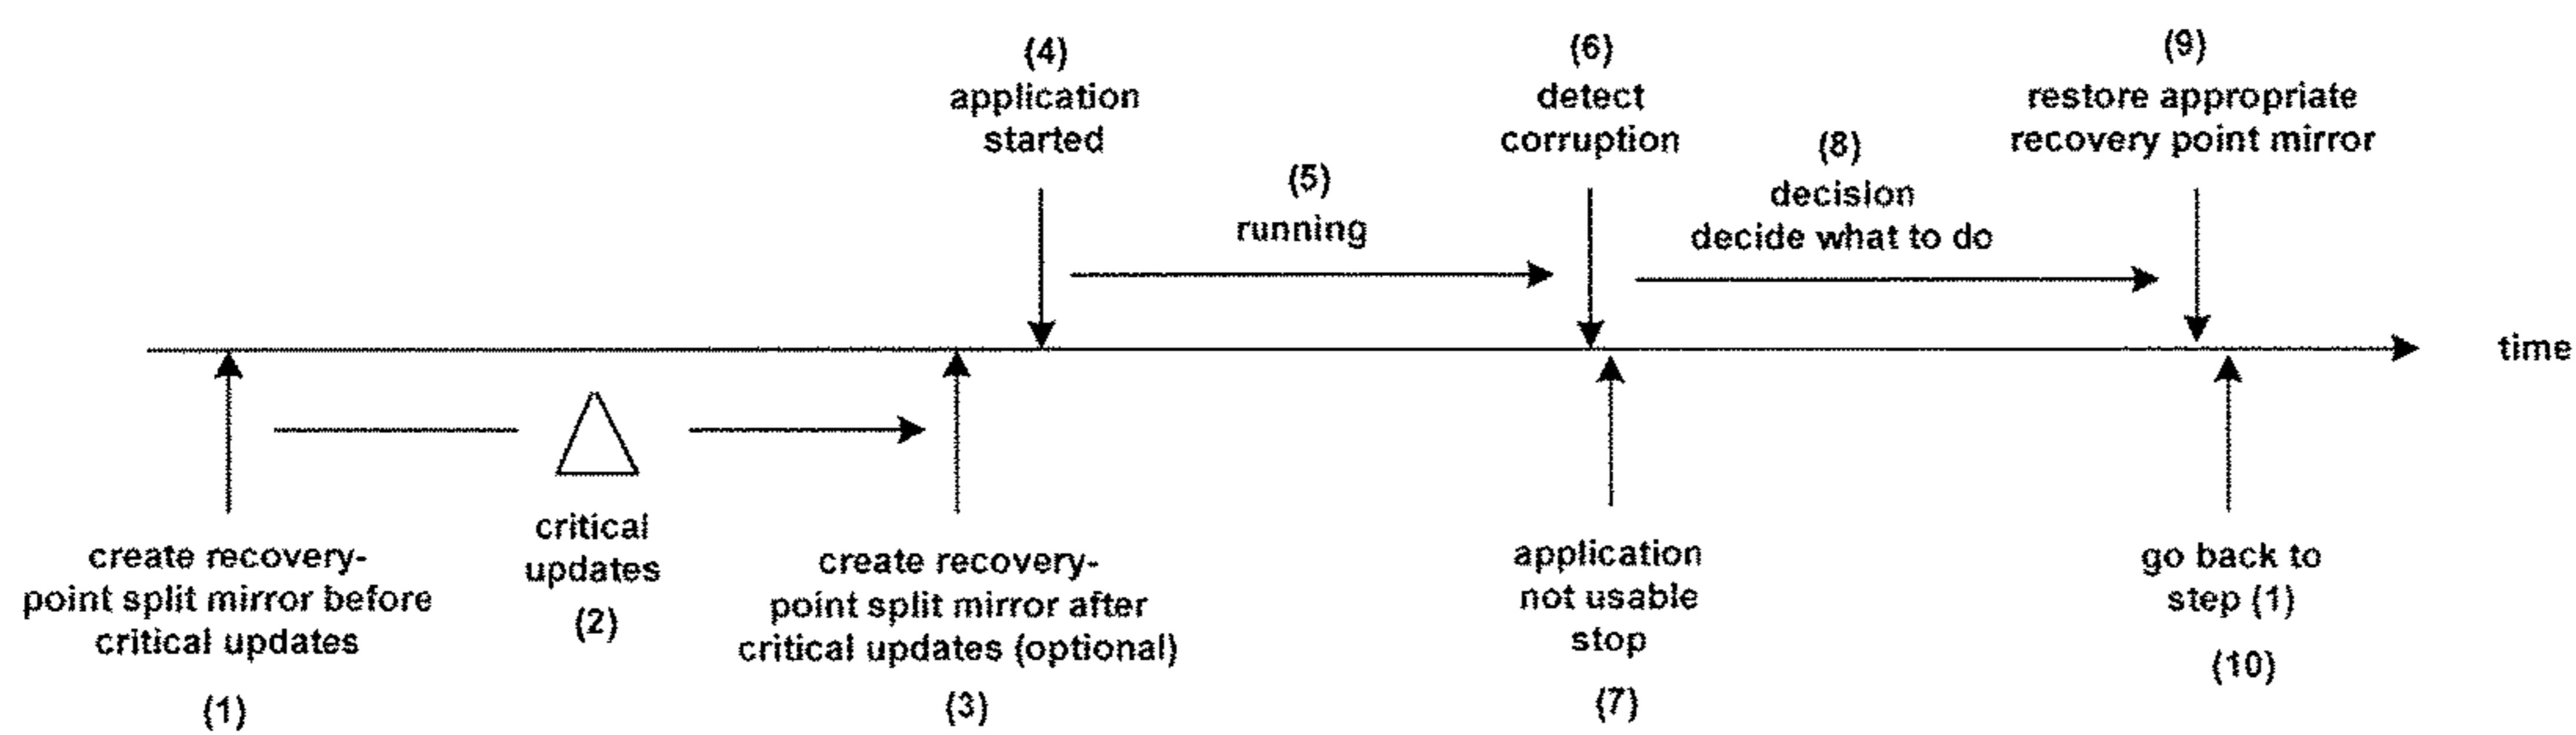 (4)
application
started
(5)
running
(6)
detect
corruption
(8)
decision
decide what to do
(9)
restore appropriate
recovery point mirror
time
create recovery-
point split mirror before
critical updates
(1)
critical
updates
(2)
create recovery-
point split mirror after
critical updates (optional)
(3)
application
not usable
stop
(7)
go back to
step (1)
(10)